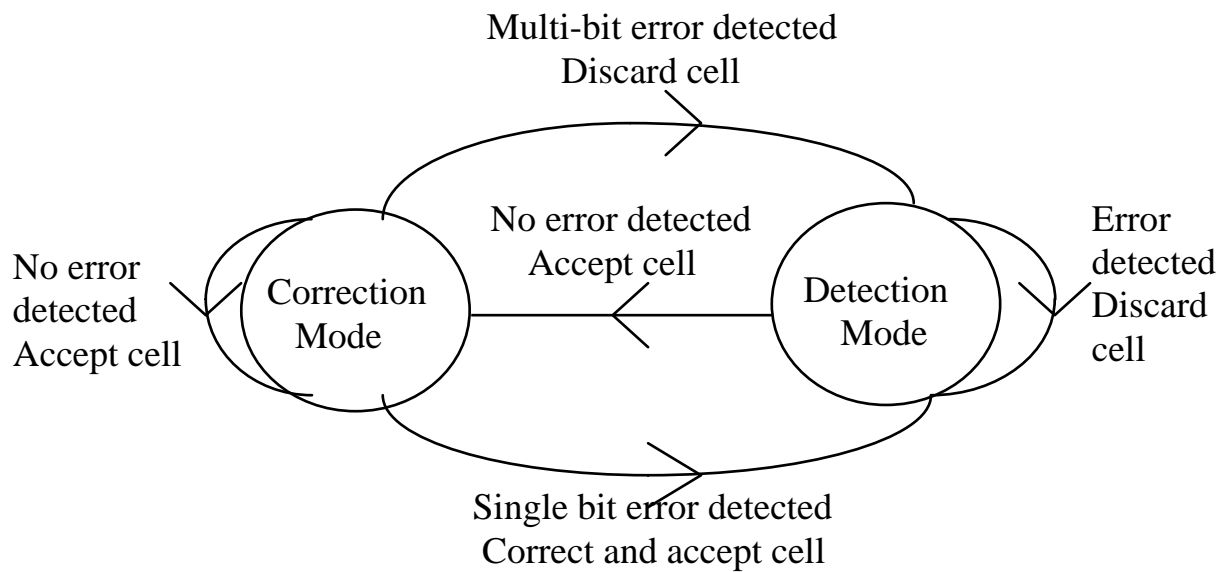 Multi-bit error detected
Discard cell
No error detected
Accept cell
Error
detected
Discard
cell
No error
detected
Accept cell
Correction
Mode
Detection
Mode
Single bit error detected
Correct and accept cell